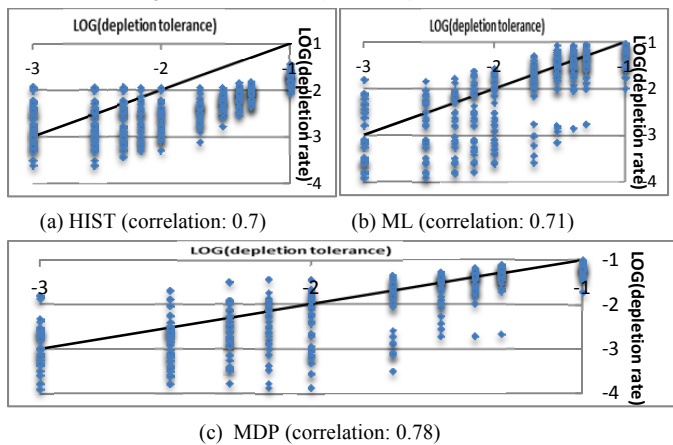 LOG(depletion tolerance)
-3 -2 -1
-1
-2
-3
-4
LOG(depletion rate)
(a) HIST (correlation: 0.7)
LOG(depletion tolerance)
-3 -2 -1
-1
-2
-3
-4
LOG(depletion rate)
(b) ML (correlation: 0.71)
LOG(depletion tolerance)
-3 -2 -1
-1
-2
-3
-4
LOG(depletion rate)
(c) MDP (correlation: 0.78)